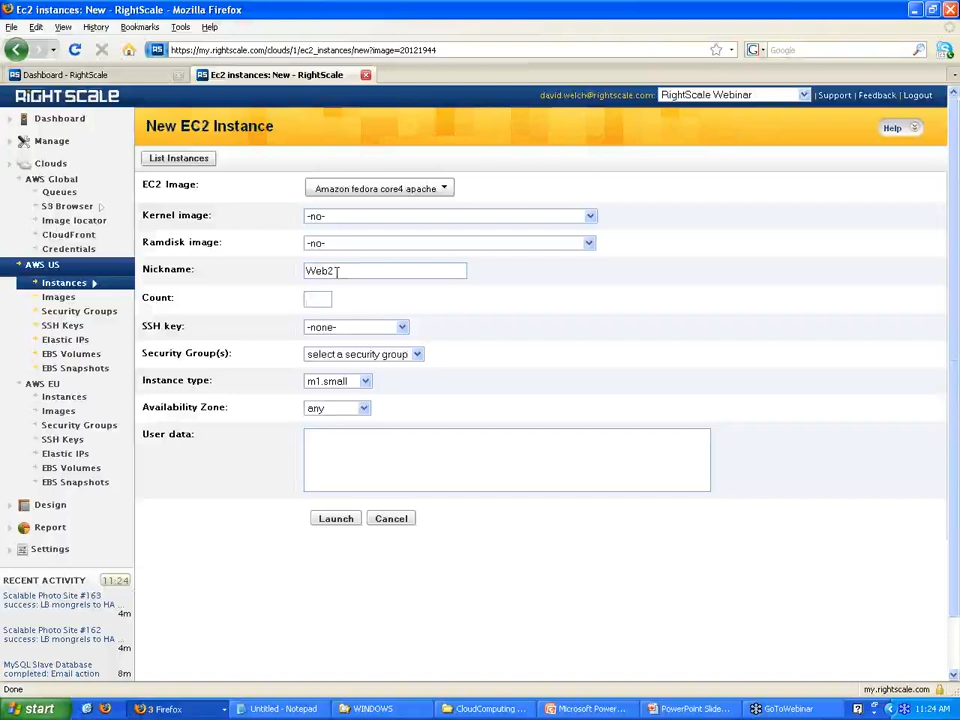 Ec2 instances: New - RightScale - Mozilla Firefox
File Edit View History Bookmarks Tools Help
RS https://my.rightscale.com/clouds/1/ec2_instances/new?image=20121944 G Google
RS Dashboard - RightScale RS Ec2 instances: New - RightScale
RIGHTSCALE david.welch@rightscale.com: RightScale Webinar | Support | Feedback | Logout
Dashboard
Manage
Clouds
AWS Global
Queues
S3 Browser
Image locator
CloudFront
Credentials
AWS US
Instances
Images
Security Groups
SSH Keys
Elastic IPs
EBS Volumes
EBS Snapshots
AWS EU
Instances
Images
Security Groups
SSH Keys
Elastic IPs
EBS Volumes
EBS Snapshots
Design
Report
Settings
RECENT ACTIVITY 11:24
Scalable Photo Site #163
success: LB mongrels to HA ...
4m
Scalable Photo Site #162
success: LB mongrels to HA ...
4m
MySQL Slave Database
completed: Email action 8m
New EC2 Instance Help
List Instances
EC2 Image: Amazon fedora core4 apache
Kernel image: -no-
Ramdisk image: -no-
Nickname: Web2
Count:
SSH key: -none-
Security Group(s): select a security group
Instance type: m1.small
Availability Zone: any
User data:
Launch Cancel
Done my.rightscale.com
start 3 Firefox Untitled - Notepad WINDOWS CloudComputing ... Microsoft Power... PowerPoint Slide... GoToWebinar 11:24 AM